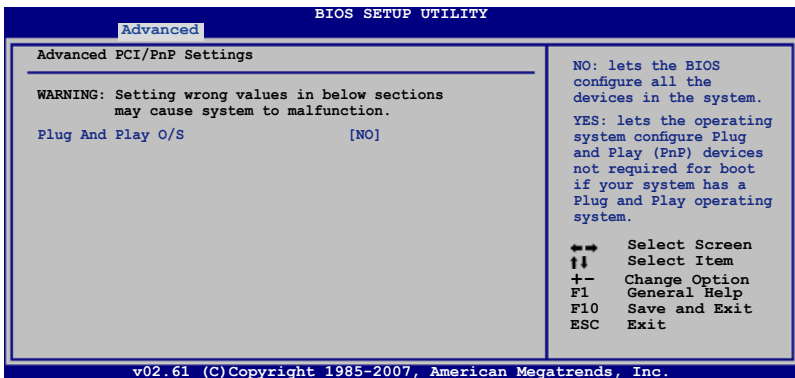 BIOS SETUP UTILITY
Advanced
Advanced PCI/PnP Settings
WARNING: Setting wrong values in below sections
may cause system to malfunction.
Plug And Play O/S [NO]
NO: lets the BIOS
configure all the
devices in the system.
YES: lets the operating
system configure Plug
and Play (PnP) devices
not required for boot
if your system has a
Plug and Play operating
system.
←→ Select Screen
↑↓ Select Item
+- Change Option
F1 General Help
F10 Save and Exit
ESC Exit
v02.61 (C)Copyright 1985-2007, American Megatrends, Inc.